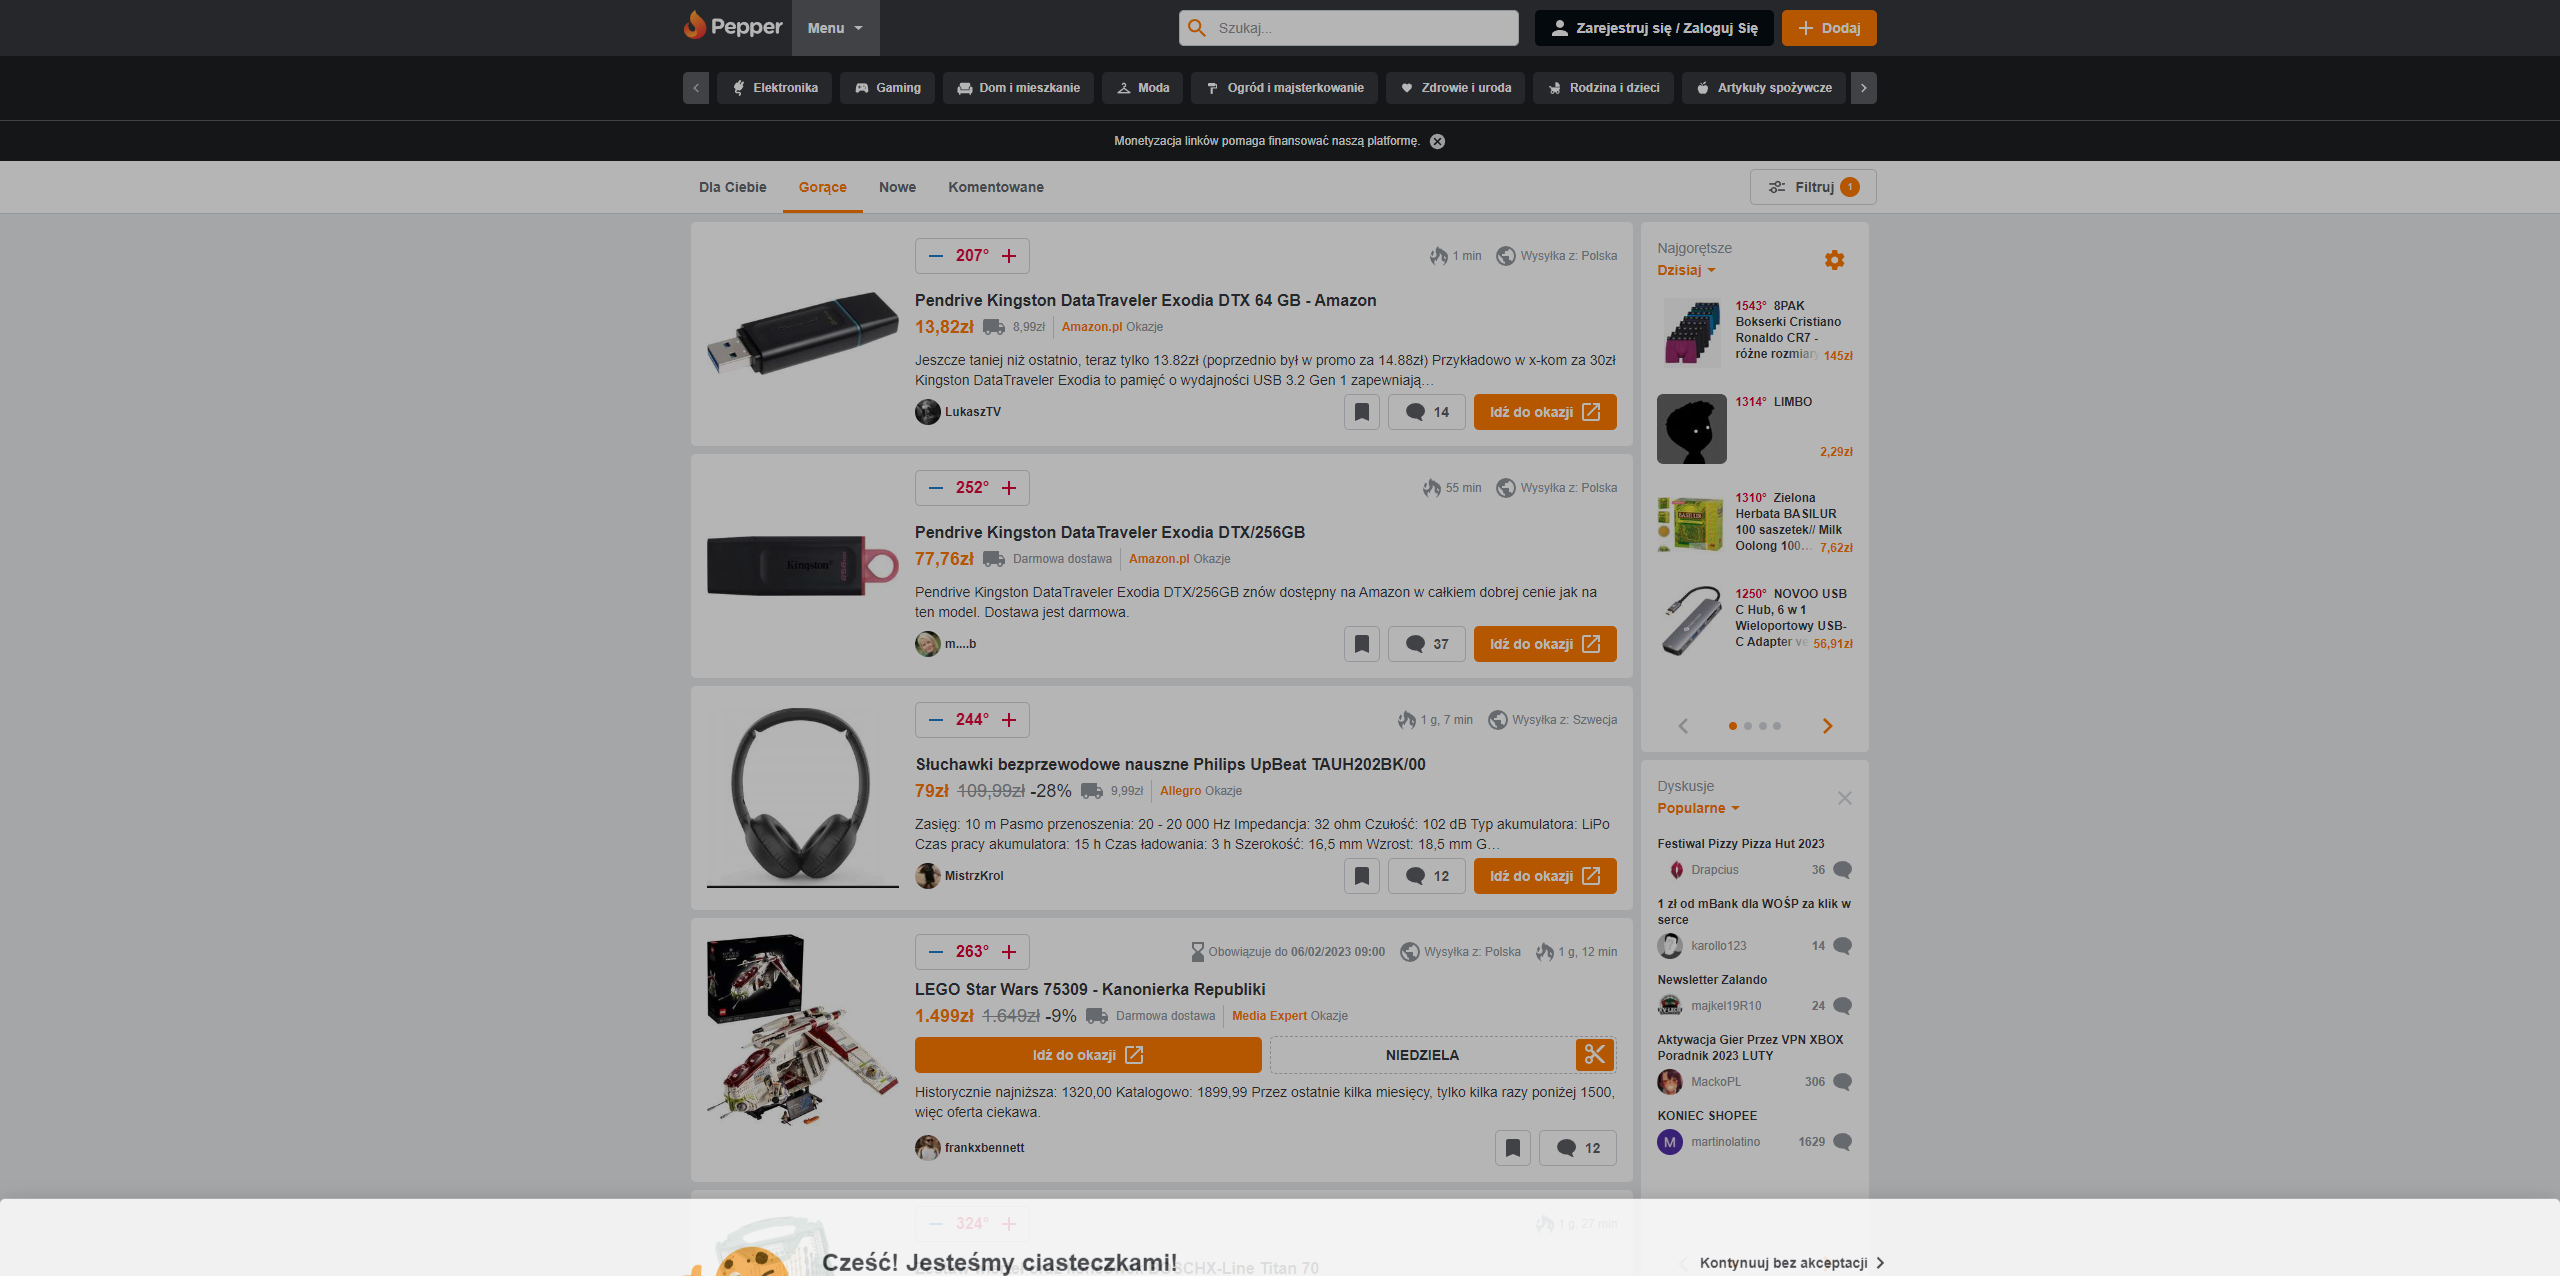 Pepper
Menu
Szukaj...
Zarejestruj się / Zaloguj Się
Dodaj
Elektronika
Gaming
Dom i mieszkanie
Moda
Ogród i majsterkowanie
Zdrowie i uroda
Rodzina i dzieci
Artykuły spożywcze
Monetyzacja linków pomaga finansować naszą platformę.
Dla Ciebie
Gorące
Nowe
Komentowane
Filtruj 1
207°
1 min Wysyłka z: Polska
Pendrive Kingston DataTraveler Exodia DTX 64 GB - Amazon
13,82zł 8,99zł Amazon.pl Okazje
Jeszcze taniej niż ostatnio, teraz tylko 13.82zł (poprzednio był w promo za 14.88zł) Przykładowo w x-kom za 30zł
Kingston DataTraveler Exodia to pamięć o wydajności USB 3.2 Gen 1 zapewniają…
LukaszTV
14
Idź do okazji
252°
55 min Wysyłka z: Polska
Kingston
Pendrive Kingston DataTraveler Exodia DTX/256GB
77,76zł Darmowa dostawa Amazon.pl Okazje
Pendrive Kingston DataTraveler Exodia DTX/256GB znów dostępny na Amazon w całkiem dobrej cenie jak na
ten model. Dostawa jest darmowa.
m....b
37
Idź do okazji
244°
1 g, 7 min Wysyłka z: Szwecja
Słuchawki bezprzewodowe nauszne Philips UpBeat TAUH202BK/00
79zł 109,99zł -28% 9,99zł Allegro Okazje
Zasięg: 10 m Pasmo przenoszenia: 20 - 20 000 Hz Impedancja: 32 ohm Czułość: 102 dB Typ akumulatora: LiPo
Czas pracy akumulatora: 15 h Czas ładowania: 3 h Szerokość: 16,5 mm Wzrost: 18,5 mm G…
MistrzKrol
12
Idź do okazji
263°
Obowiązuje do 06/02/2023 09:00 Wysyłka z: Polska 1 g, 12 min
LEGO Star Wars 75309 - Kanonierka Republiki
1.499zł 1.649zł -9% Darmowa dostawa Media Expert Okazje
Idź do okazji
NIEDZIELA
Historycznie najniższa: 1320,00 Katalogowo: 1899,99 Przez ostatnie kilka miesięcy, tylko kilka razy poniżej 1500,
więc oferta ciekawa.
frankxbennett
12
324°
1 g, 27 min
Najgorętsze
Dzisiaj
1543° 8PAK
Bokserki Cristiano
Ronaldo CR7 -
różne rozmiary 145zł
1314° LIMBO
2,29zł
BASILUR
1310° Zielona
Herbata BASILUR
100 saszetek// Milk
Oolong 100… 7,62zł
1250° NOVOO USB
C Hub, 6 w 1
Wieloportowy USB-
C Adapter ve 56,91zł
Dyskusje
Popularne
Festiwal Pizzy Pizza Hut 2023
Drapcius 36
1 zł od mBank dla WOŚP za klik w
serce
karollo123 14
Newsletter Zalando
majkel19R10 24
Aktywacja Gier Przez VPN XBOX
Poradnik 2023 LUTY
MackoPL 306
KONIEC SHOPEE
M martinolatino 1629
Cześć! Jesteśmy ciasteczkami!
SCHX-Line Titan 70
Kontynuuj bez akceptacji